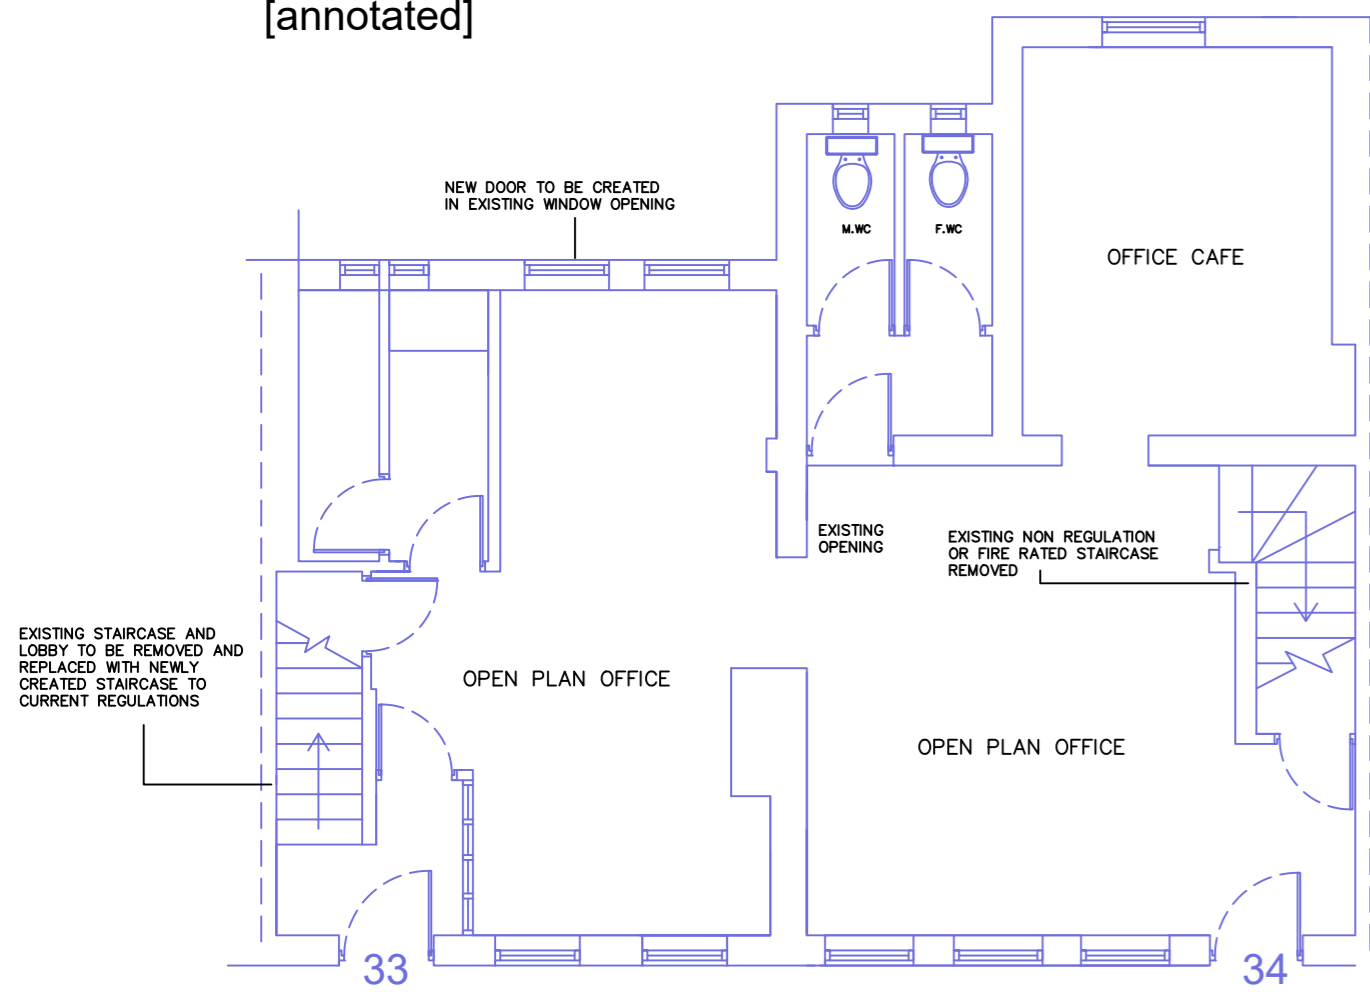 [annotated]
NEW DOOR TO BE CREATED
IN EXISTING WINDOW OPENING
M.WC
F.WC
OFFICE CAFE
EXISTING
OPENING
EXISTING NON REGULATION
OR FIRE RATED STAIRCASE
REMOVED
EXISTING STAIRCASE AND
LOBBY TO BE REMOVED AND
REPLACED WITH NEWLY
CREATED STAIRCASE TO
CURRENT REGULATIONS
OPEN PLAN OFFICE
OPEN PLAN OFFICE
33
34